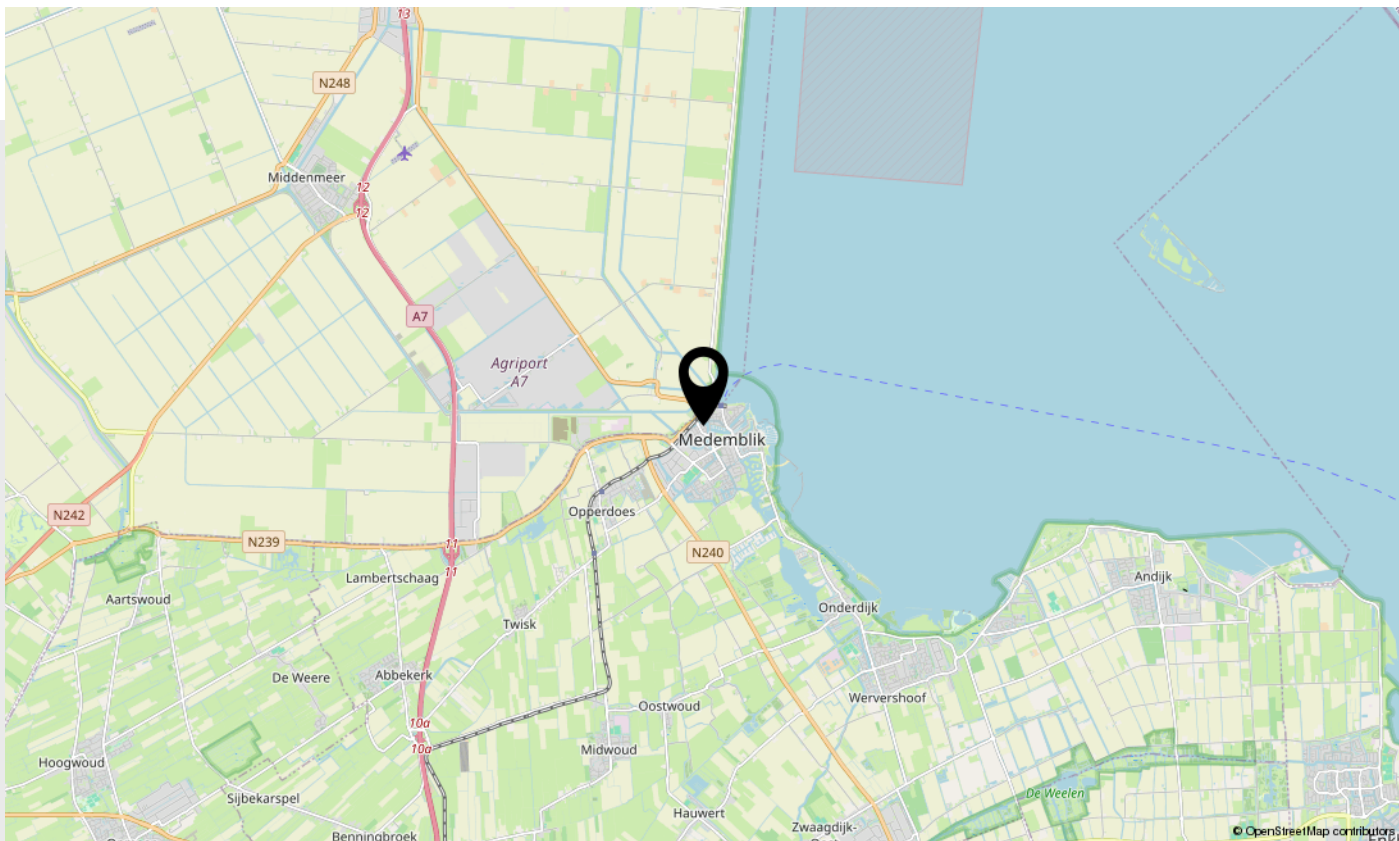 13
N248
Middenmeer
12
12
A7
Agriport
A7
Medemblik
N242
Opperdoes
N239
11
11
N240
Lambertschaag
Andijk
Aartswoud
Onderdijk
Twisk
De Weere
Abbekerk
Wervershoof
Oostwoud
10a
10a
Midwoud
Hoogwoud
Sijbekarspel
De Weelen
Hauwert
Zwaagdijk-
Benningbroek
© OpenStreetMap contributors